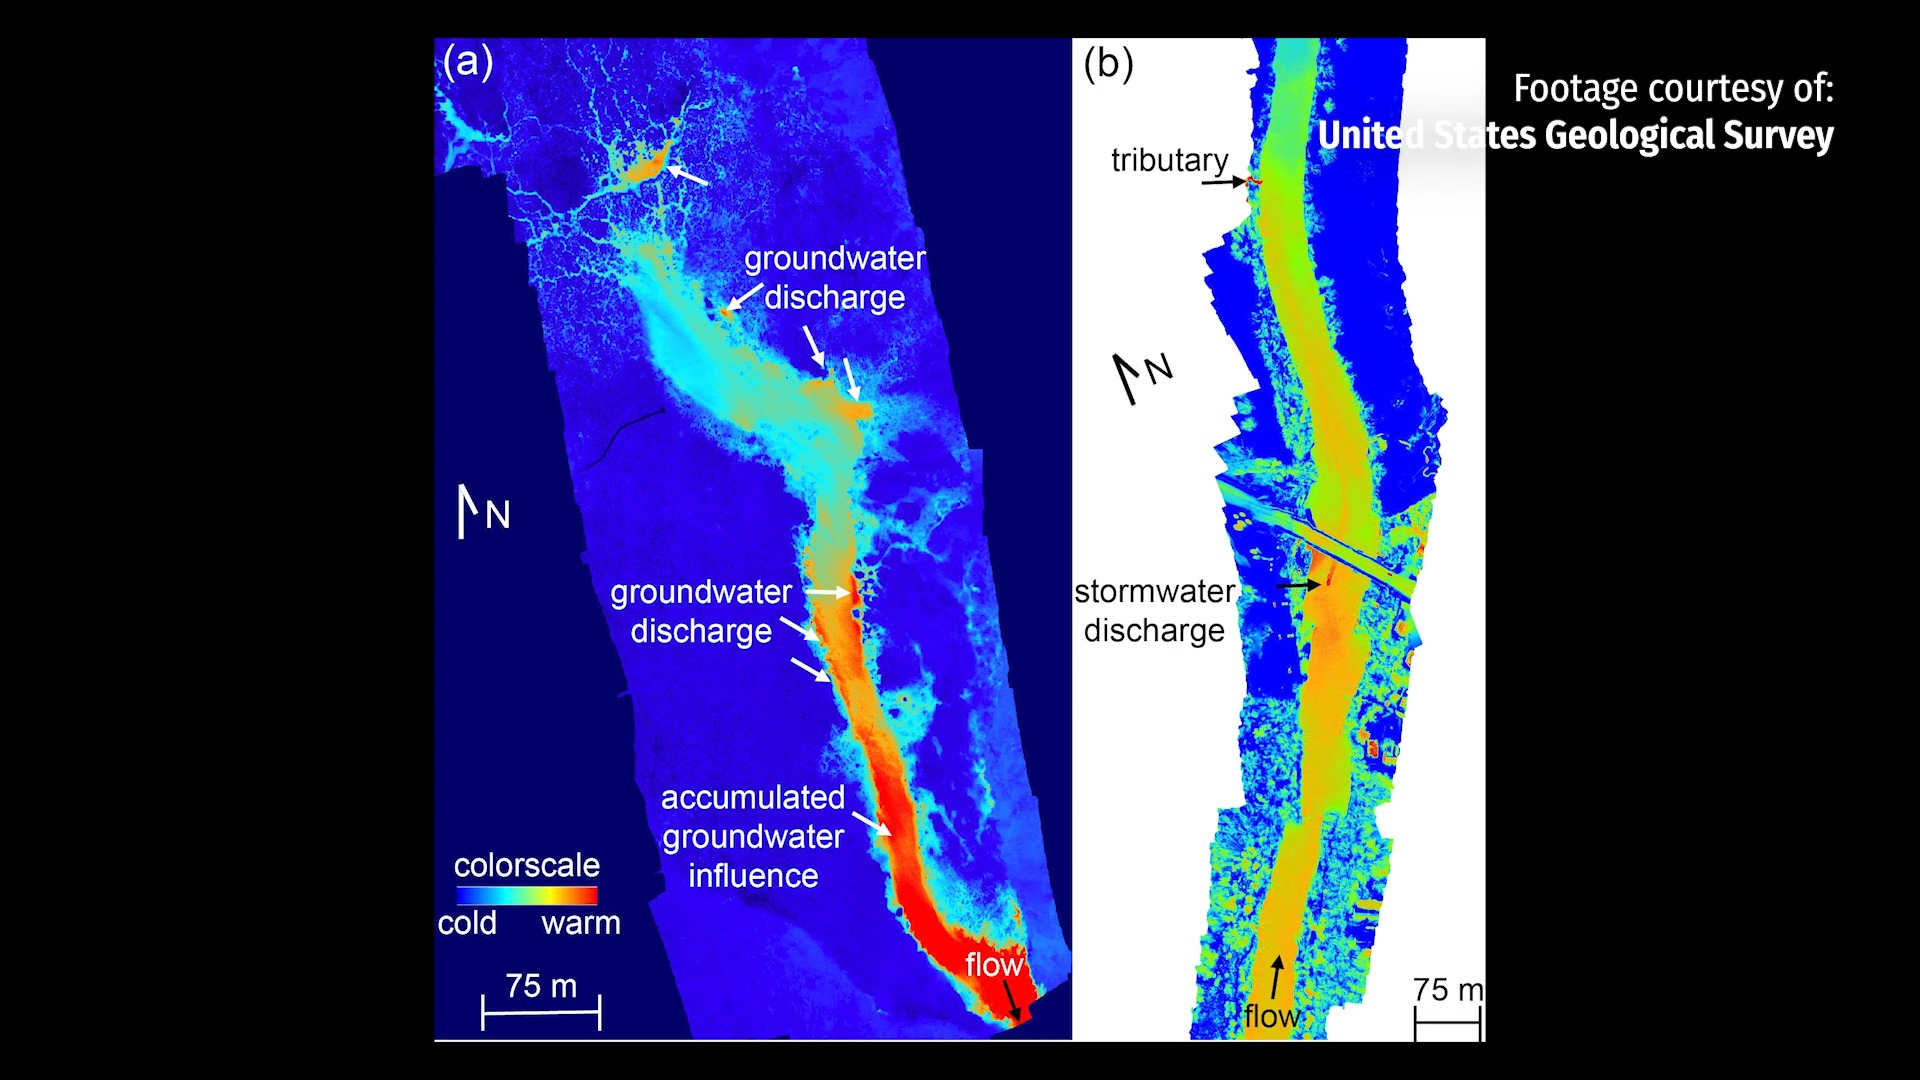 (a)
(b)
Footage courtesy of:
United States Geological Survey
tributary
groundwater
discharge
N
N
groundwater
discharge
stormwater
discharge
accumulated
groundwater
influence
colorscale
cold warm
flow
75 m
75 m
flow